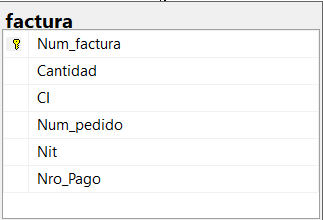 factura
Num_factura
Cantidad
CI
Num_pedido
Nit
Nro_Pago